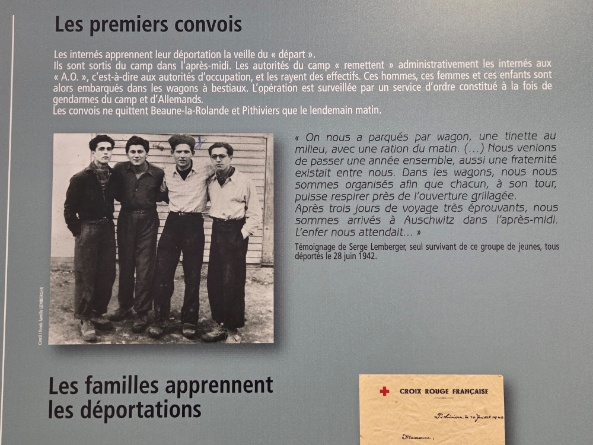 Les premiers convois
Les internés apprennent leur déportation la veille du « départ ».
Ils sont sortis du camp dans l'après-midi. Les autorités du camp « remettent » administrativement les internés aux
« A.O. », c'est-à-dire aux autorités d'occupation, et les rayent des effectifs. Ces hommes, ces femmes et ces enfants sont
alors embarqués dans les wagons à bestiaux. L'opération est surveillée par un service d'ordre constitué à la fois de
gendarmes du camp et d'Allemands.
Les convois ne quittent Beaune-la-Rolande et Pithiviers que le lendemain matin.
« On nous a parqués par wagon, une tinette au
milieu, avec une ration du matin. (…) Nous venions
de passer une année ensemble, aussi une fraternité
existait entre nous. Dans les wagons, nous nous
sommes organisés afin que chacun, à son tour,
puisse respirer près de l'ouverture grillagée.
Après trois jours de voyage très éprouvants, nous
sommes arrivés à Auschwitz dans l'après-midi.
L'enfer nous attendait… »
Témoignage de Serge Lemberger, seul survivant de ce groupe de jeunes, tous
déportés le 28 juin 1942.
Les familles apprennent
les déportations
CROIX ROUGE FRANÇAISE